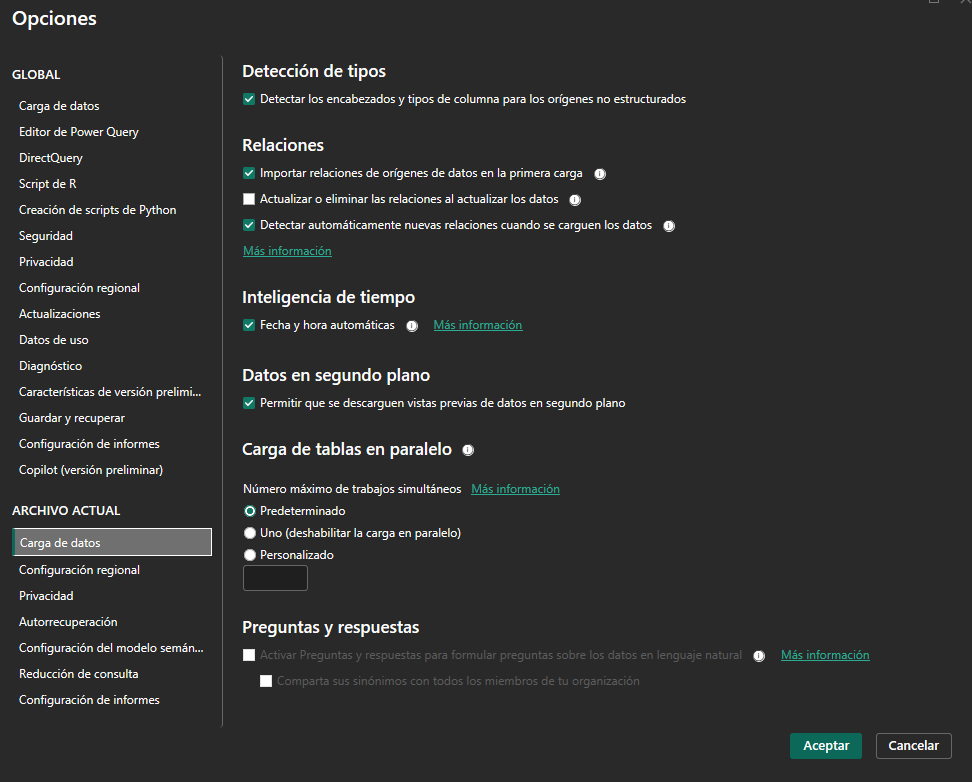 Opciones
GLOBAL
Carga de datos
Editor de Power Query
DirectQuery
Script de R
Creación de scripts de Python
Seguridad
Privacidad
Configuración regional
Actualizaciones
Datos de uso
Diagnóstico
Características de versión prelimi...
Guardar y recuperar
Configuración de informes
Copilot (versión preliminar)
ARCHIVO ACTUAL
Carga de datos
Configuración regional
Privacidad
Autorrecuperación
Configuración del modelo semán...
Reducción de consulta
Configuración de informes
Detección de tipos
Detectar los encabezados y tipos de columna para los orígenes no estructurados
Relaciones
Importar relaciones de orígenes de datos en la primera carga
Actualizar o eliminar las relaciones al actualizar los datos
Detectar automáticamente nuevas relaciones cuando se carguen los datos
Más información
Inteligencia de tiempo
Fecha y hora automáticas Más información
Datos en segundo plano
Permitir que se descarguen vistas previas de datos en segundo plano
Carga de tablas en paralelo
Número máximo de trabajos simultáneos Más información
Predeterminado
Uno (deshabilitar la carga en paralelo)
Personalizado
Preguntas y respuestas
Activar Preguntas y respuestas para formular preguntas sobre los datos en lenguaje natural Más información
Comparta sus sinónimos con todos los miembros de tu organización
Aceptar Cancelar